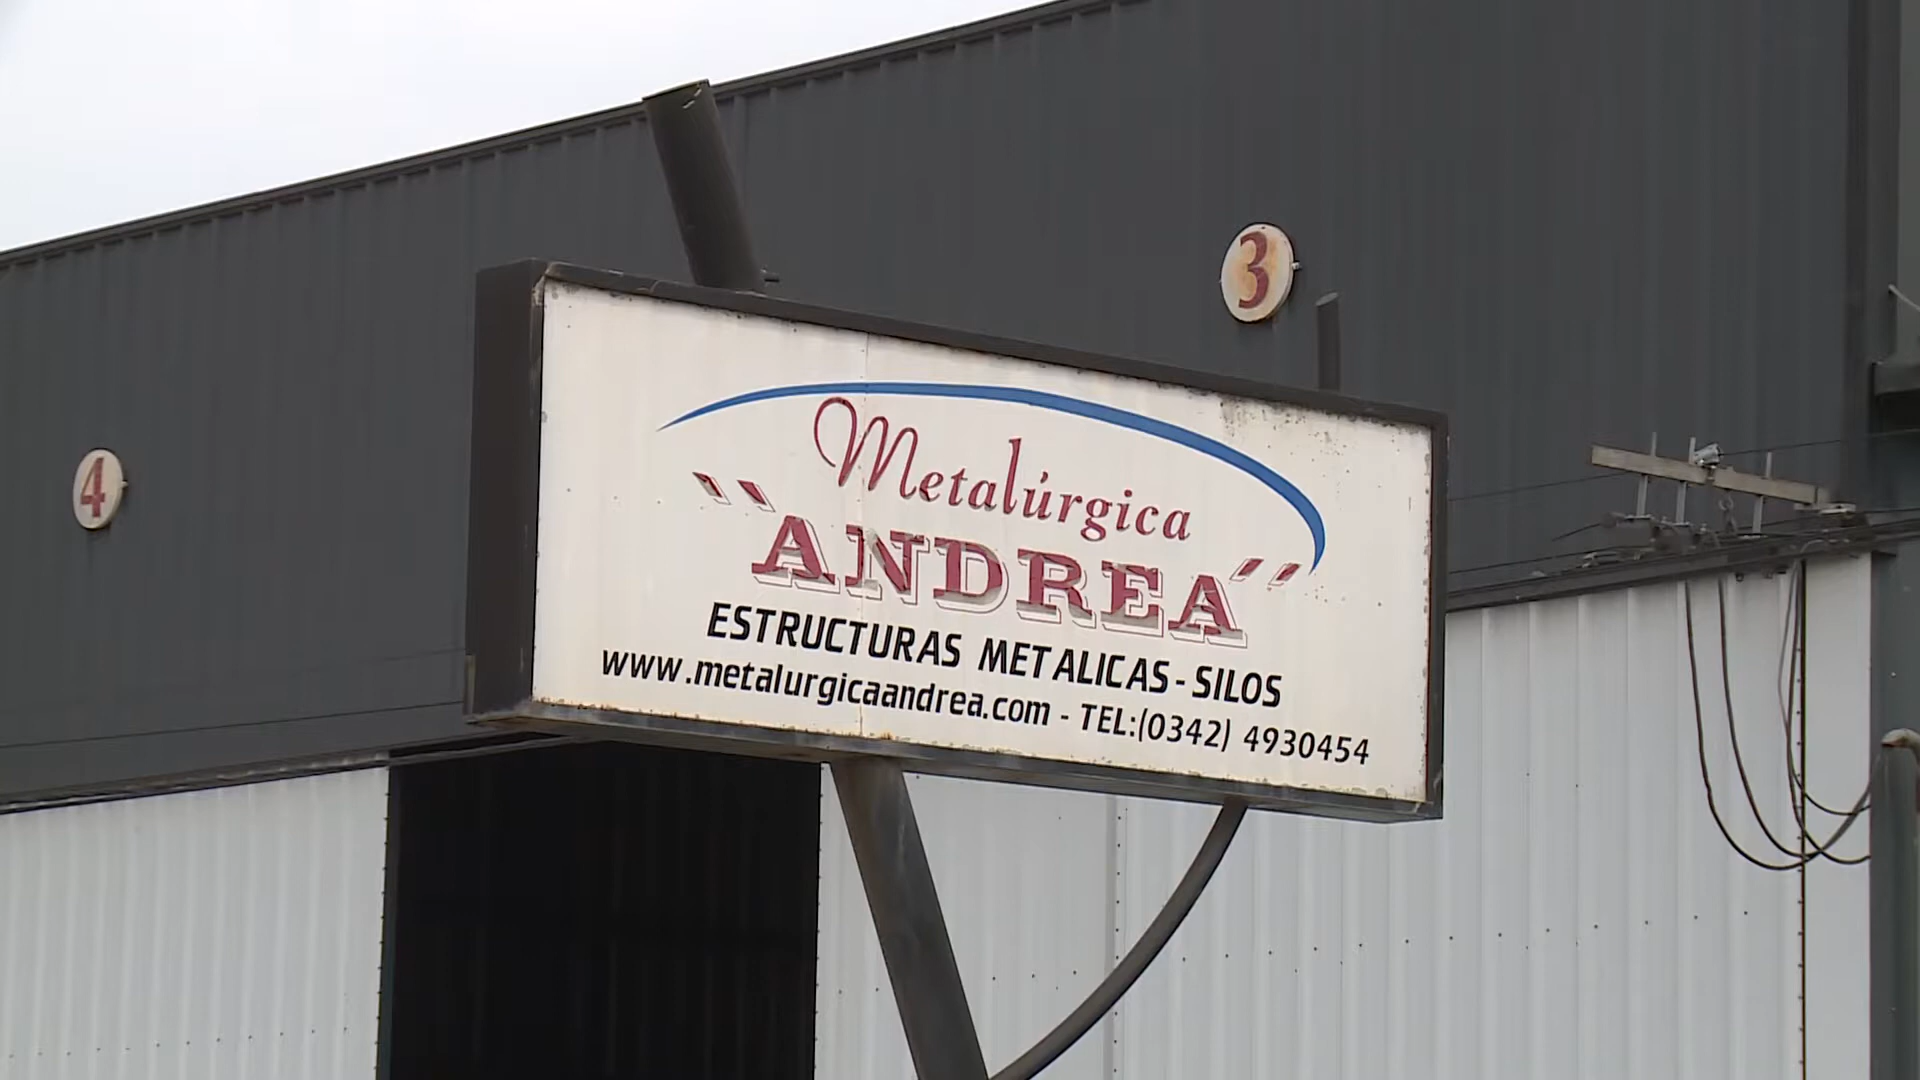 3
4
Metalúrgica
"ANDREA"
ESTRUCTURAS METALICAS - SILOS
www.metalurgicaandrea.com - TEL:(0342) 4930454